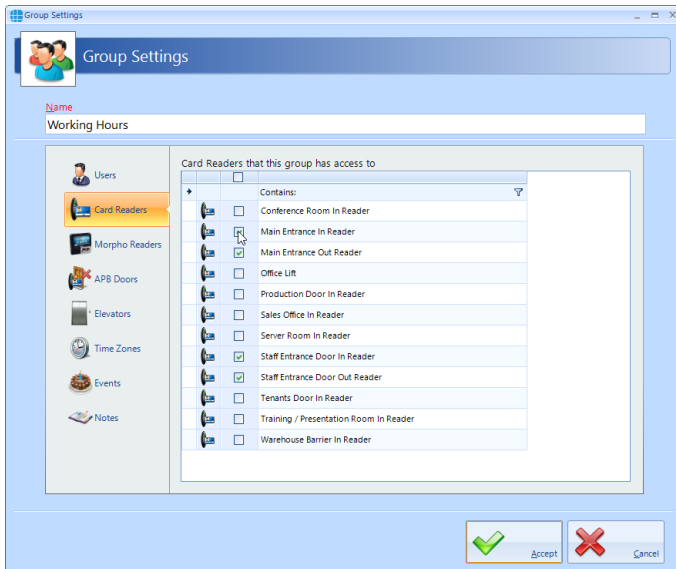 Group Settings
Group Settings
Name
Working Hours
Users
Card Readers
Morpho Readers
APB Doors
Elevators
Time Zones
Events
Notes
Card Readers that this group has access to
Contains:
Conference Room In Reader
Main Entrance In Reader
Main Entrance Out Reader
Office Lift
Production Door In Reader
Sales Office In Reader
Server Room In Reader
Staff Entrance Door In Reader
Staff Entrance Door Out Reader
Tenants Door In Reader
Training / Presentation Room In Reader
Warehouse Barrier In Reader
Accept
Cancel